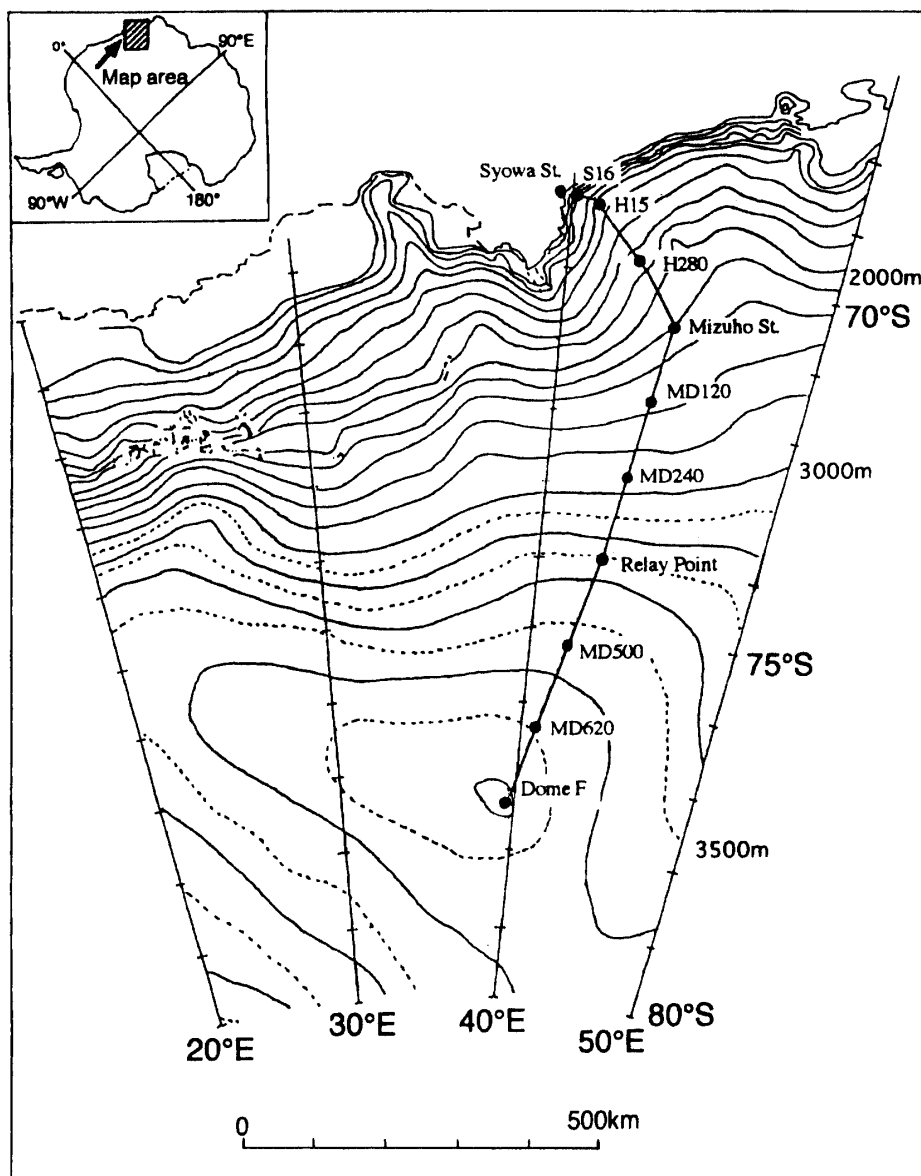 0°
90°E
Map area
90°W
180°
Syowa St.
S16
H15
H280
2000m
70°S
Mizuho St.
MD120
MD240
3000m
Relay Point
MD500
75°S
MD620
Dome F
3500m
20°E
30°E
40°E
50°E
80°S
0
500km